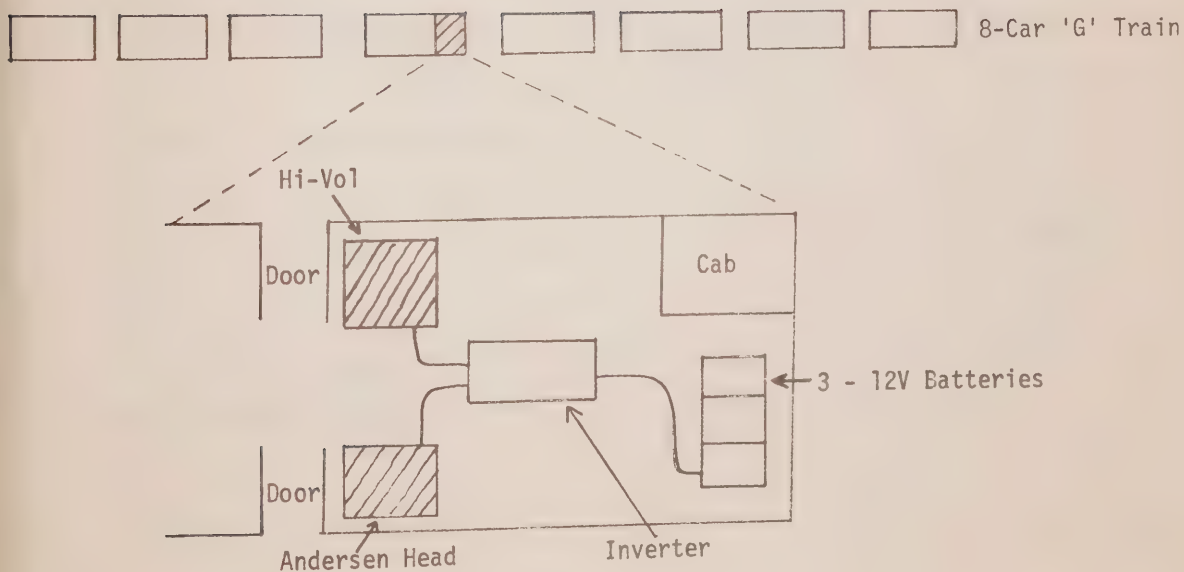 8-Car 'G' Train
Hi-Vol
Door
Cab
3 - 12V Batteries
Door
Andersen Head
Inverter